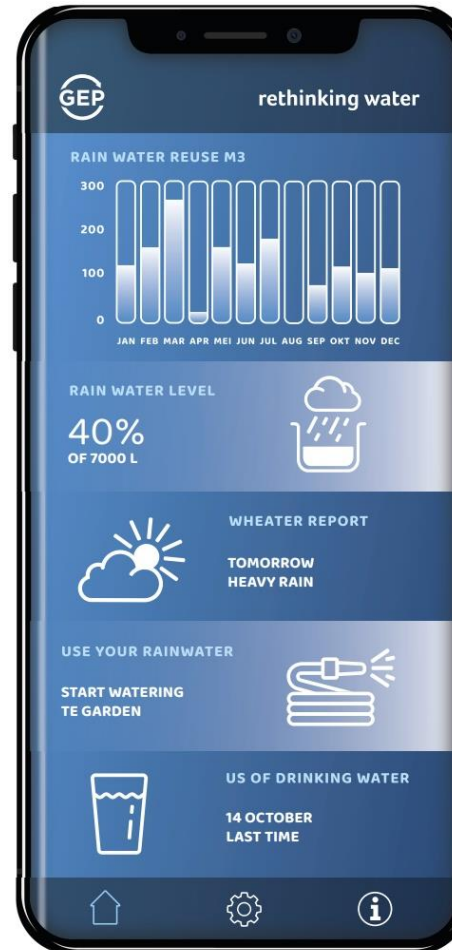 GEP
rethinking water
RAIN WATER REUSE M3
300
200
100
0
JAN FEB MAR APR MEI JUN JUL AUG SEP OKT NOV DEC
RAIN WATER LEVEL
40%
OF 7000 L
WHEATER REPORT
TOMORROW
HEAVY RAIN
USE YOUR RAINWATER
START WATERING
TE GARDEN
US OF DRINKING WATER
14 OCTOBER
LAST TIME
i